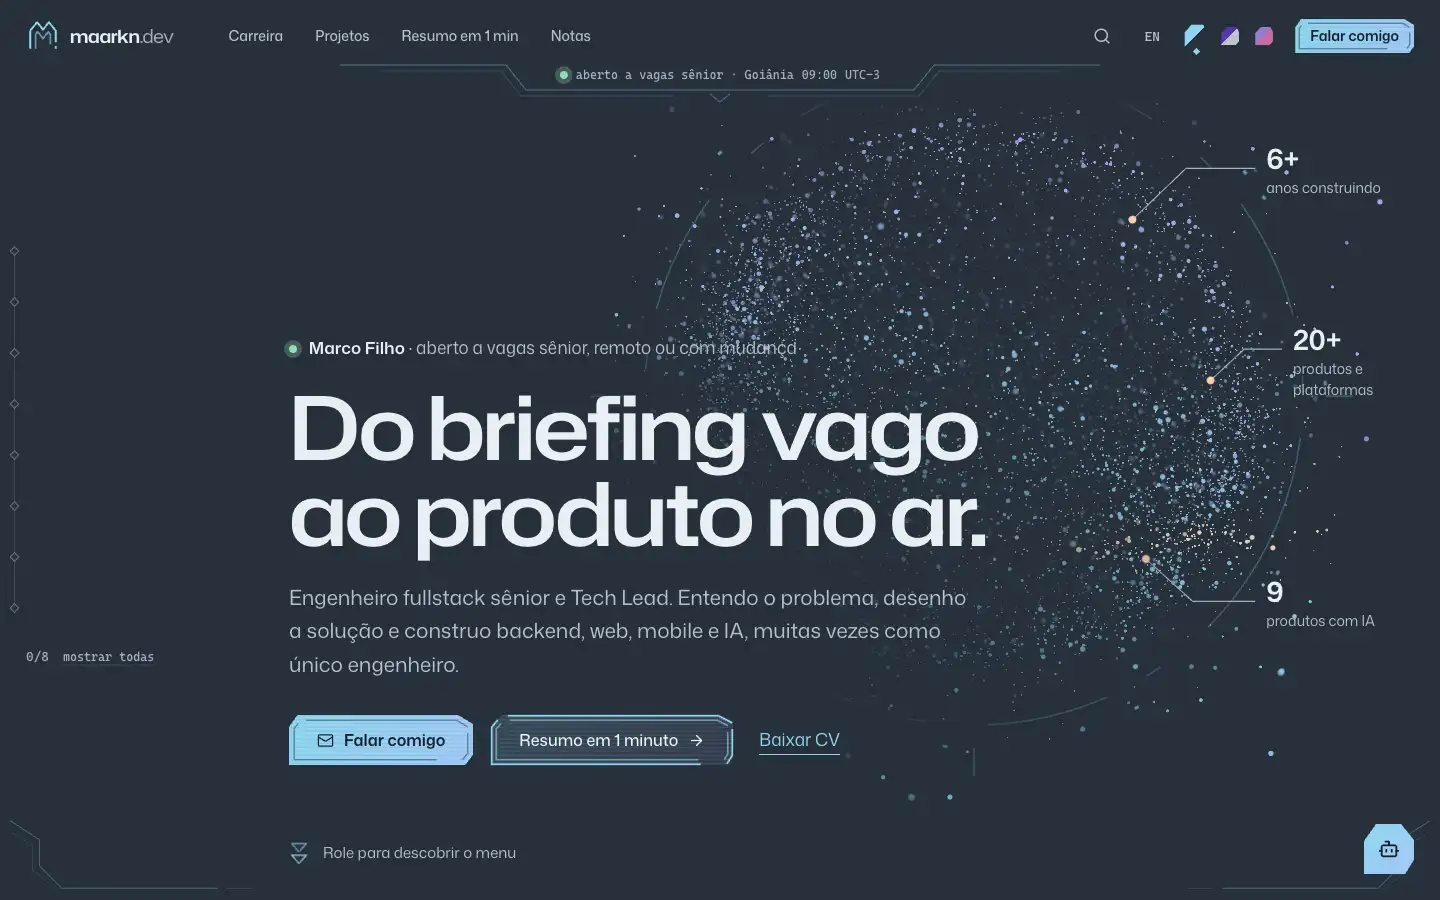 maarkn.dev
Carreira
Projetos
Resumo em 1 min
Notas
EN
Falar comigo
aberto a vagas sênior · Goiânia 09:00 UTC−3
6+
anos construindo
20+
produtos e
plataformas
Marco Filho · aberto a vagas sênior, remoto ou com mudança
Do briefing vago
ao produto no ar.
Engenheiro fullstack sênior e Tech Lead. Entendo o problema, desenho
a solução e construo backend, web, mobile e IA, muitas vezes como
único engenheiro.
9
produtos com IA
0/8 mostrar todas
Falar comigo
Resumo em 1 minuto
Baixar CV
Role para descobrir o menu